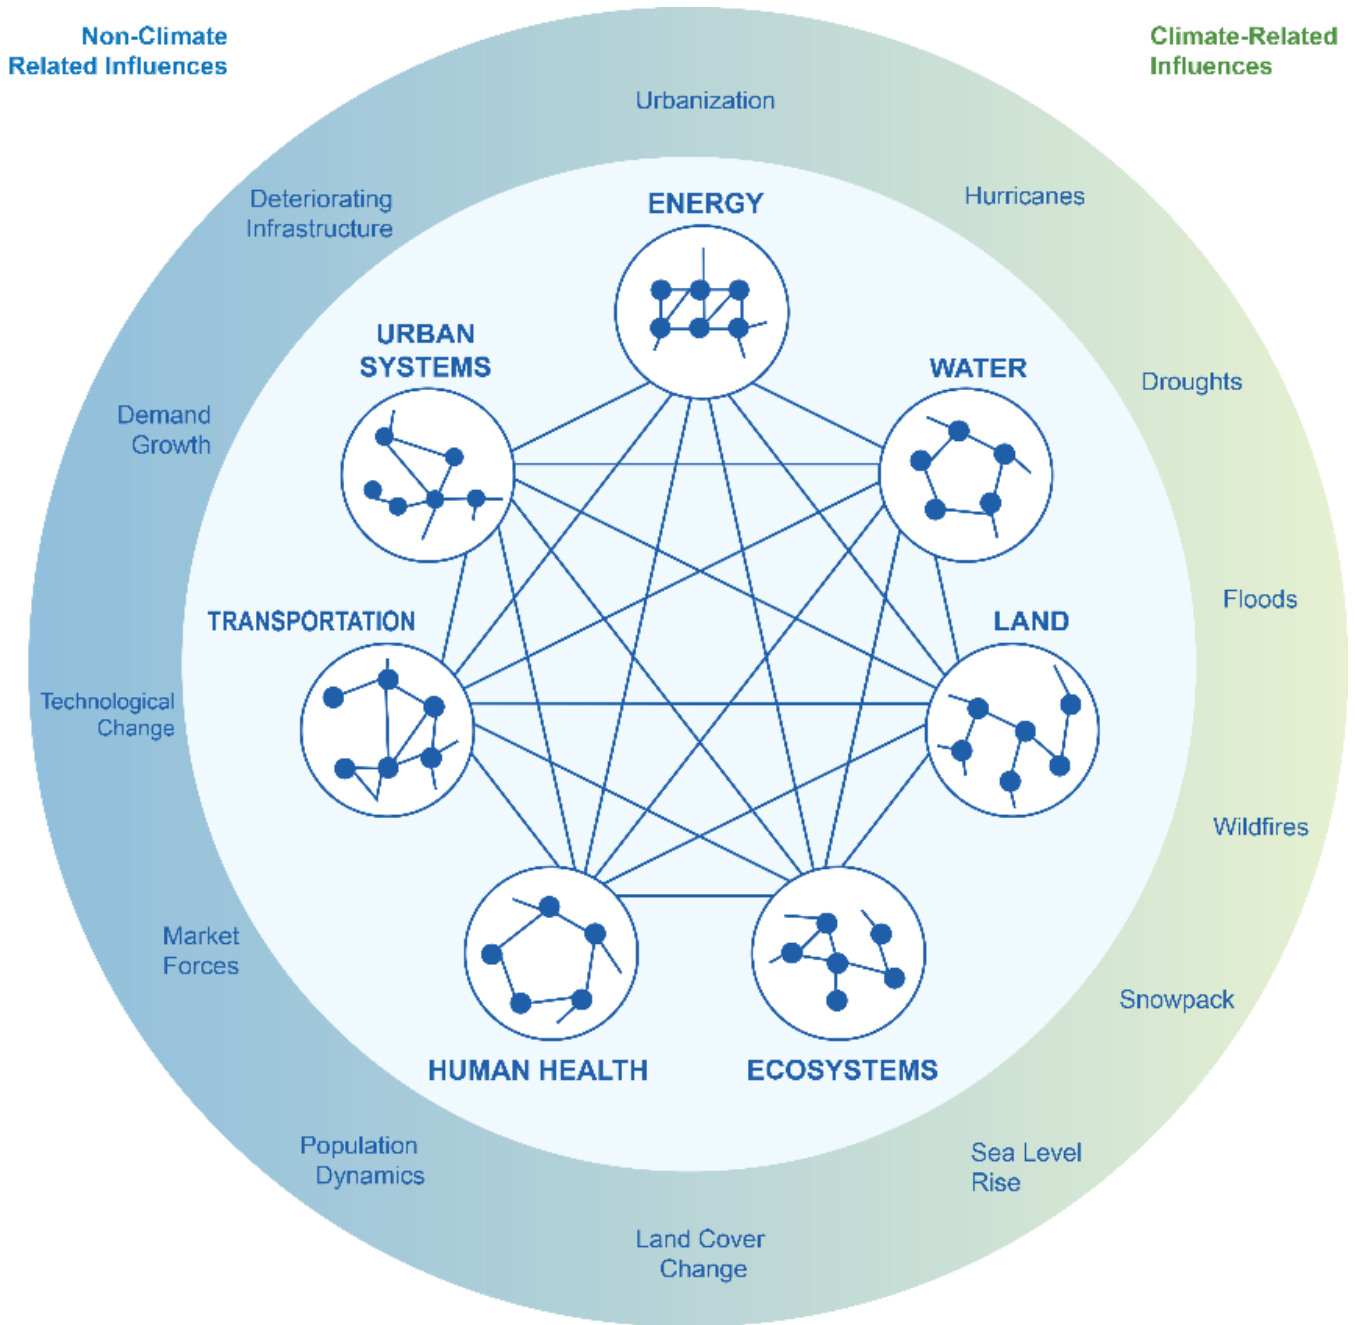 Non-Climate
Related Influences
Climate-Related
Influences
Urbanization
Deteriorating
Infrastructure
Hurricanes
ENERGY
URBAN
SYSTEMS
WATER
Droughts
Demand
Growth
Floods
TRANSPORTATION
LAND
Technological
Change
Wildfires
Market
Forces
Snowpack
HUMAN HEALTH
ECOSYSTEMS
Population
Dynamics
Sea Level
Rise
Land Cover
Change